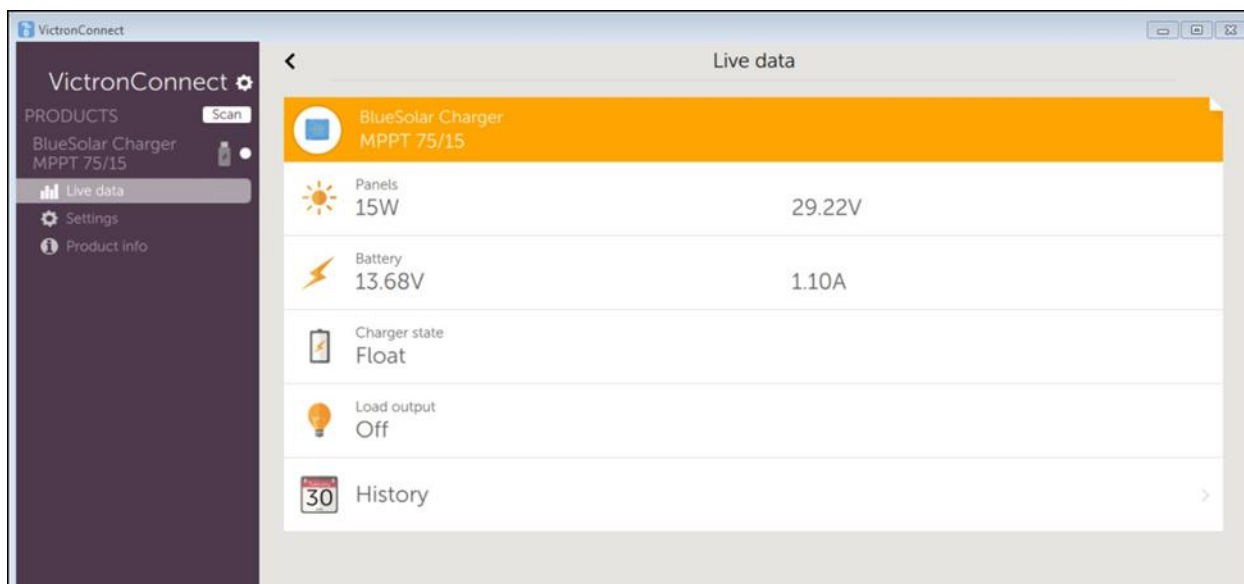 VictronConnect
VictronConnect
PRODUCTS Scan
BlueSolar Charger
MPPT 75/15
Live data
Settings
Product info
Live data
BlueSolar Charger
MPPT 75/15
Panels
15W 29.22V
Battery
13.68V 1.10A
Charger state
Float
Load output
Off
30 History